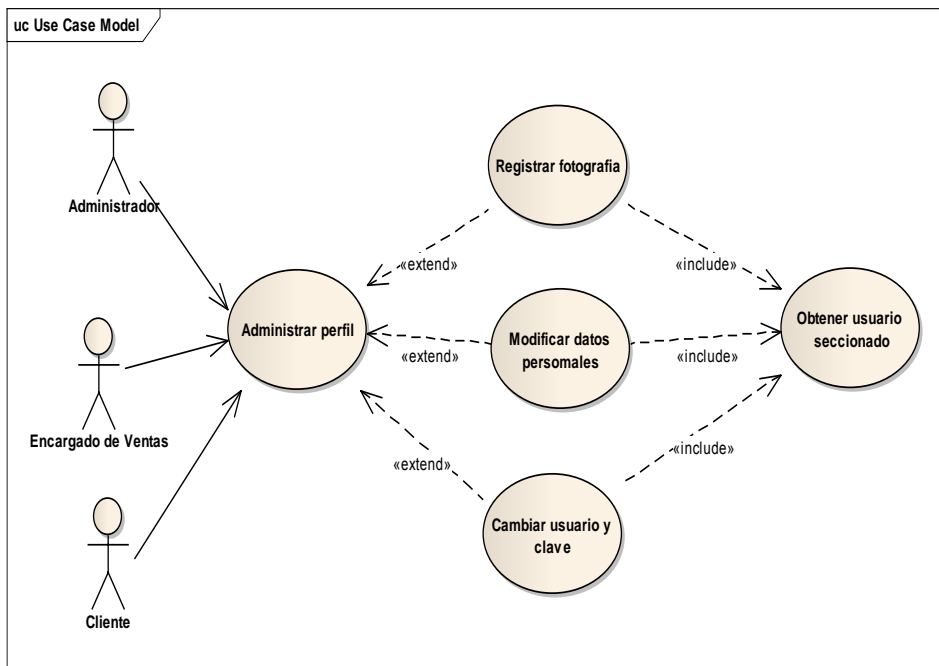 uc Use Case Model
Administrador
Encargado de Ventas
Cliente
Administrar perfil
Registrar fotografia
«extend»
«include»
Modificar datos
persomales
«extend»
«include»
Cambiar usuario y
clave
«extend»
«include»
Obtener usuario
seccionado